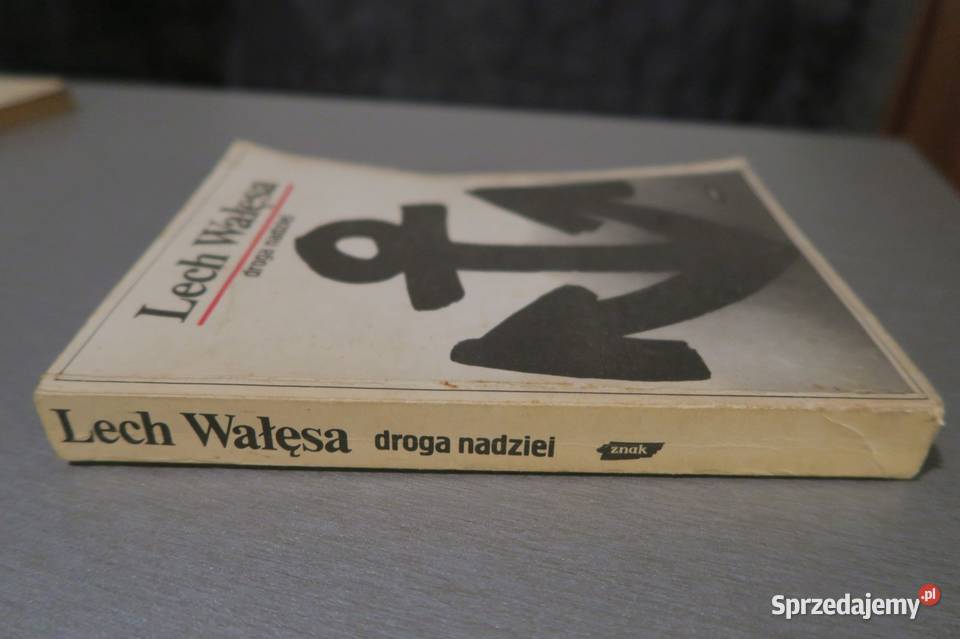 Lech Wałęsa
droga nadziei
Lech Wałęsa droga nadziei znak
Sprzedajemy.pl